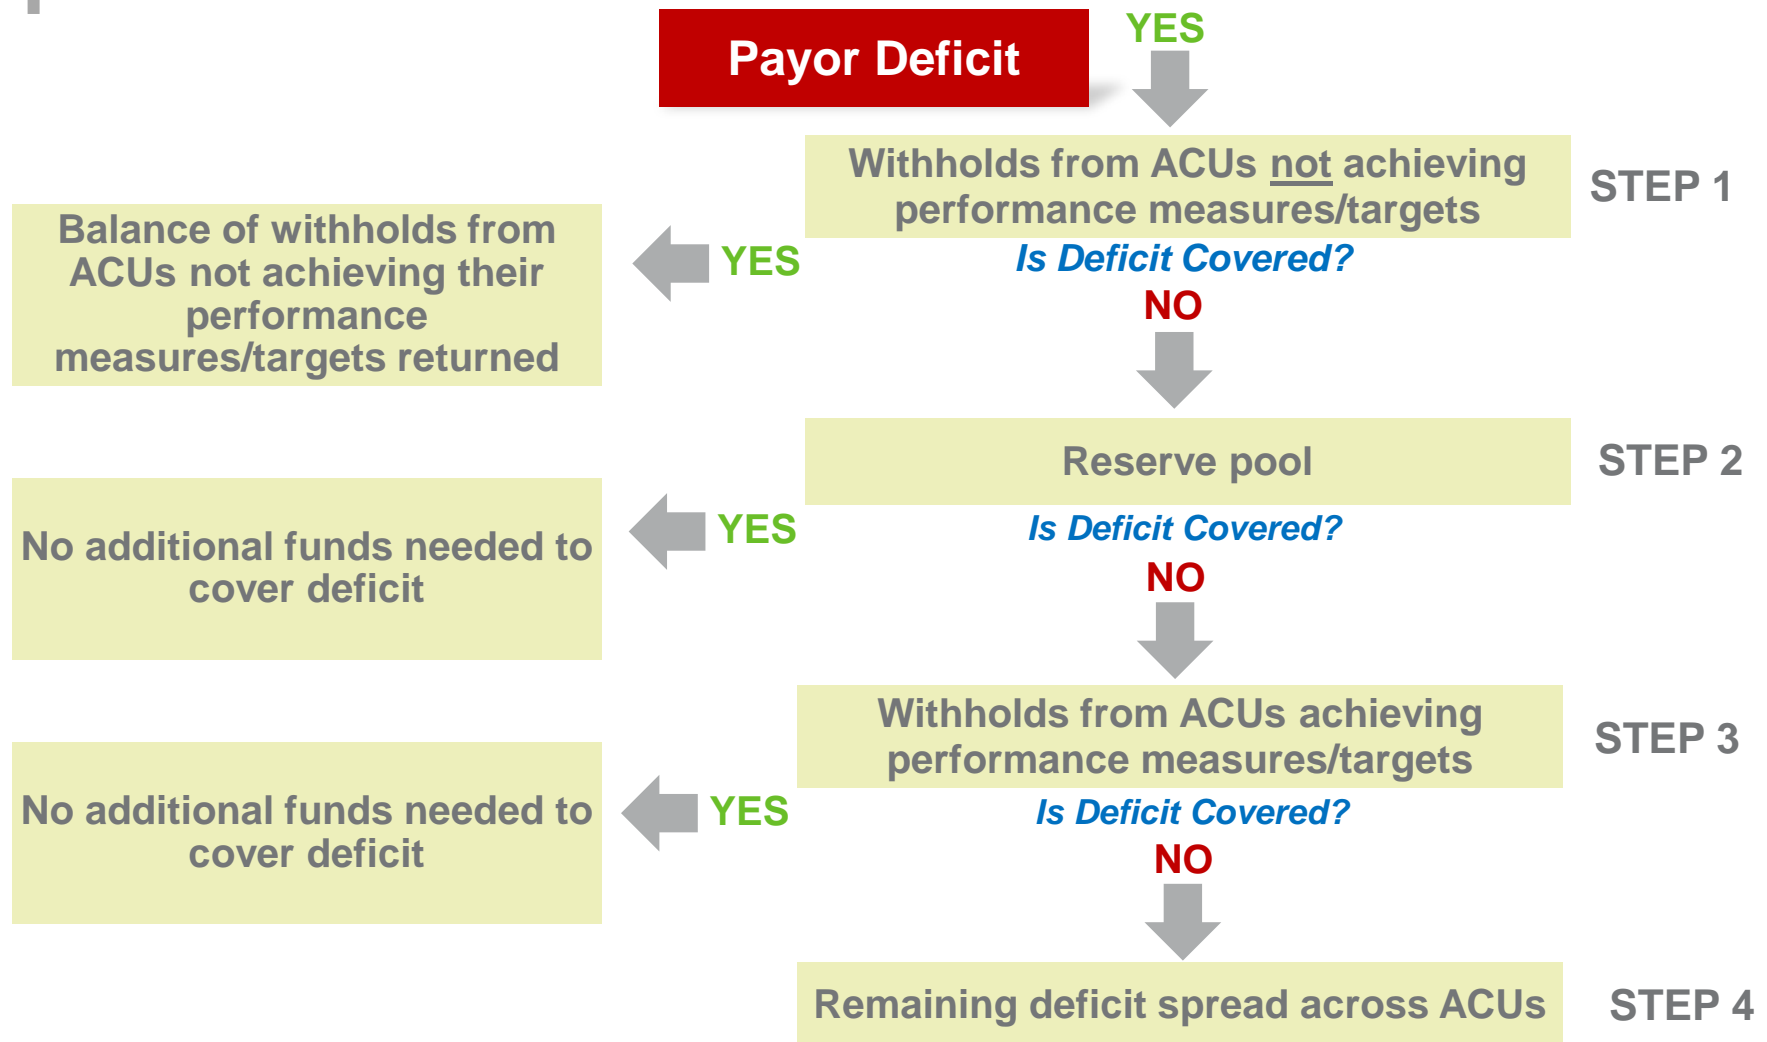 Payor Deficit
YES
Withholds from ACUs not achieving
performance measures/targets
STEP 1
Is Deficit Covered?
YES
Balance of withholds from
ACUs not achieving their
performance
measures/targets returned
NO
Reserve pool
STEP 2
Is Deficit Covered?
YES
No additional funds needed to
cover deficit
NO
Withholds from ACUs achieving
performance measures/targets
STEP 3
Is Deficit Covered?
YES
No additional funds needed to
cover deficit
NO
Remaining deficit spread across ACUs
STEP 4